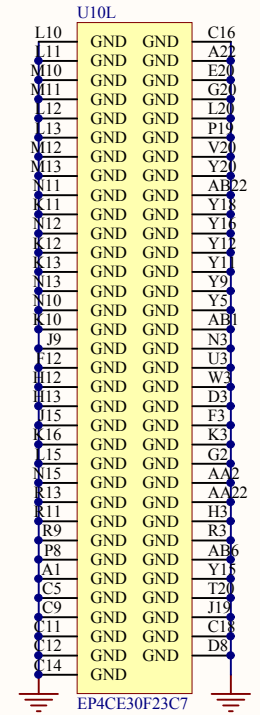 U10L
L10 GND GND C16
L11 GND GND A22
M10 GND GND E20
M11 GND GND G20
L12 GND GND L20
L13 GND GND P19
M12 GND GND V20
M13 GND GND Y20
N11 GND GND AB22
K11 GND GND Y18
N12 GND GND Y16
K12 GND GND Y12
K13 GND GND Y11
N13 GND GND Y9
N10 GND GND Y5
K10 GND GND AB1
J9 GND GND N3
F12 GND GND U3
H12 GND GND W3
H13 GND GND D3
J15 GND GND F3
K16 GND GND K3
L15 GND GND G2
N15 GND GND AA2
R13 GND GND AA22
R11 GND GND H3
R9 GND GND R3
P8 GND GND AB6
A1 GND GND Y15
C5 GND GND T20
C9 GND GND J19
C11 GND GND C18
C12 GND GND D8
C14 GND
EP4CE30F23C7